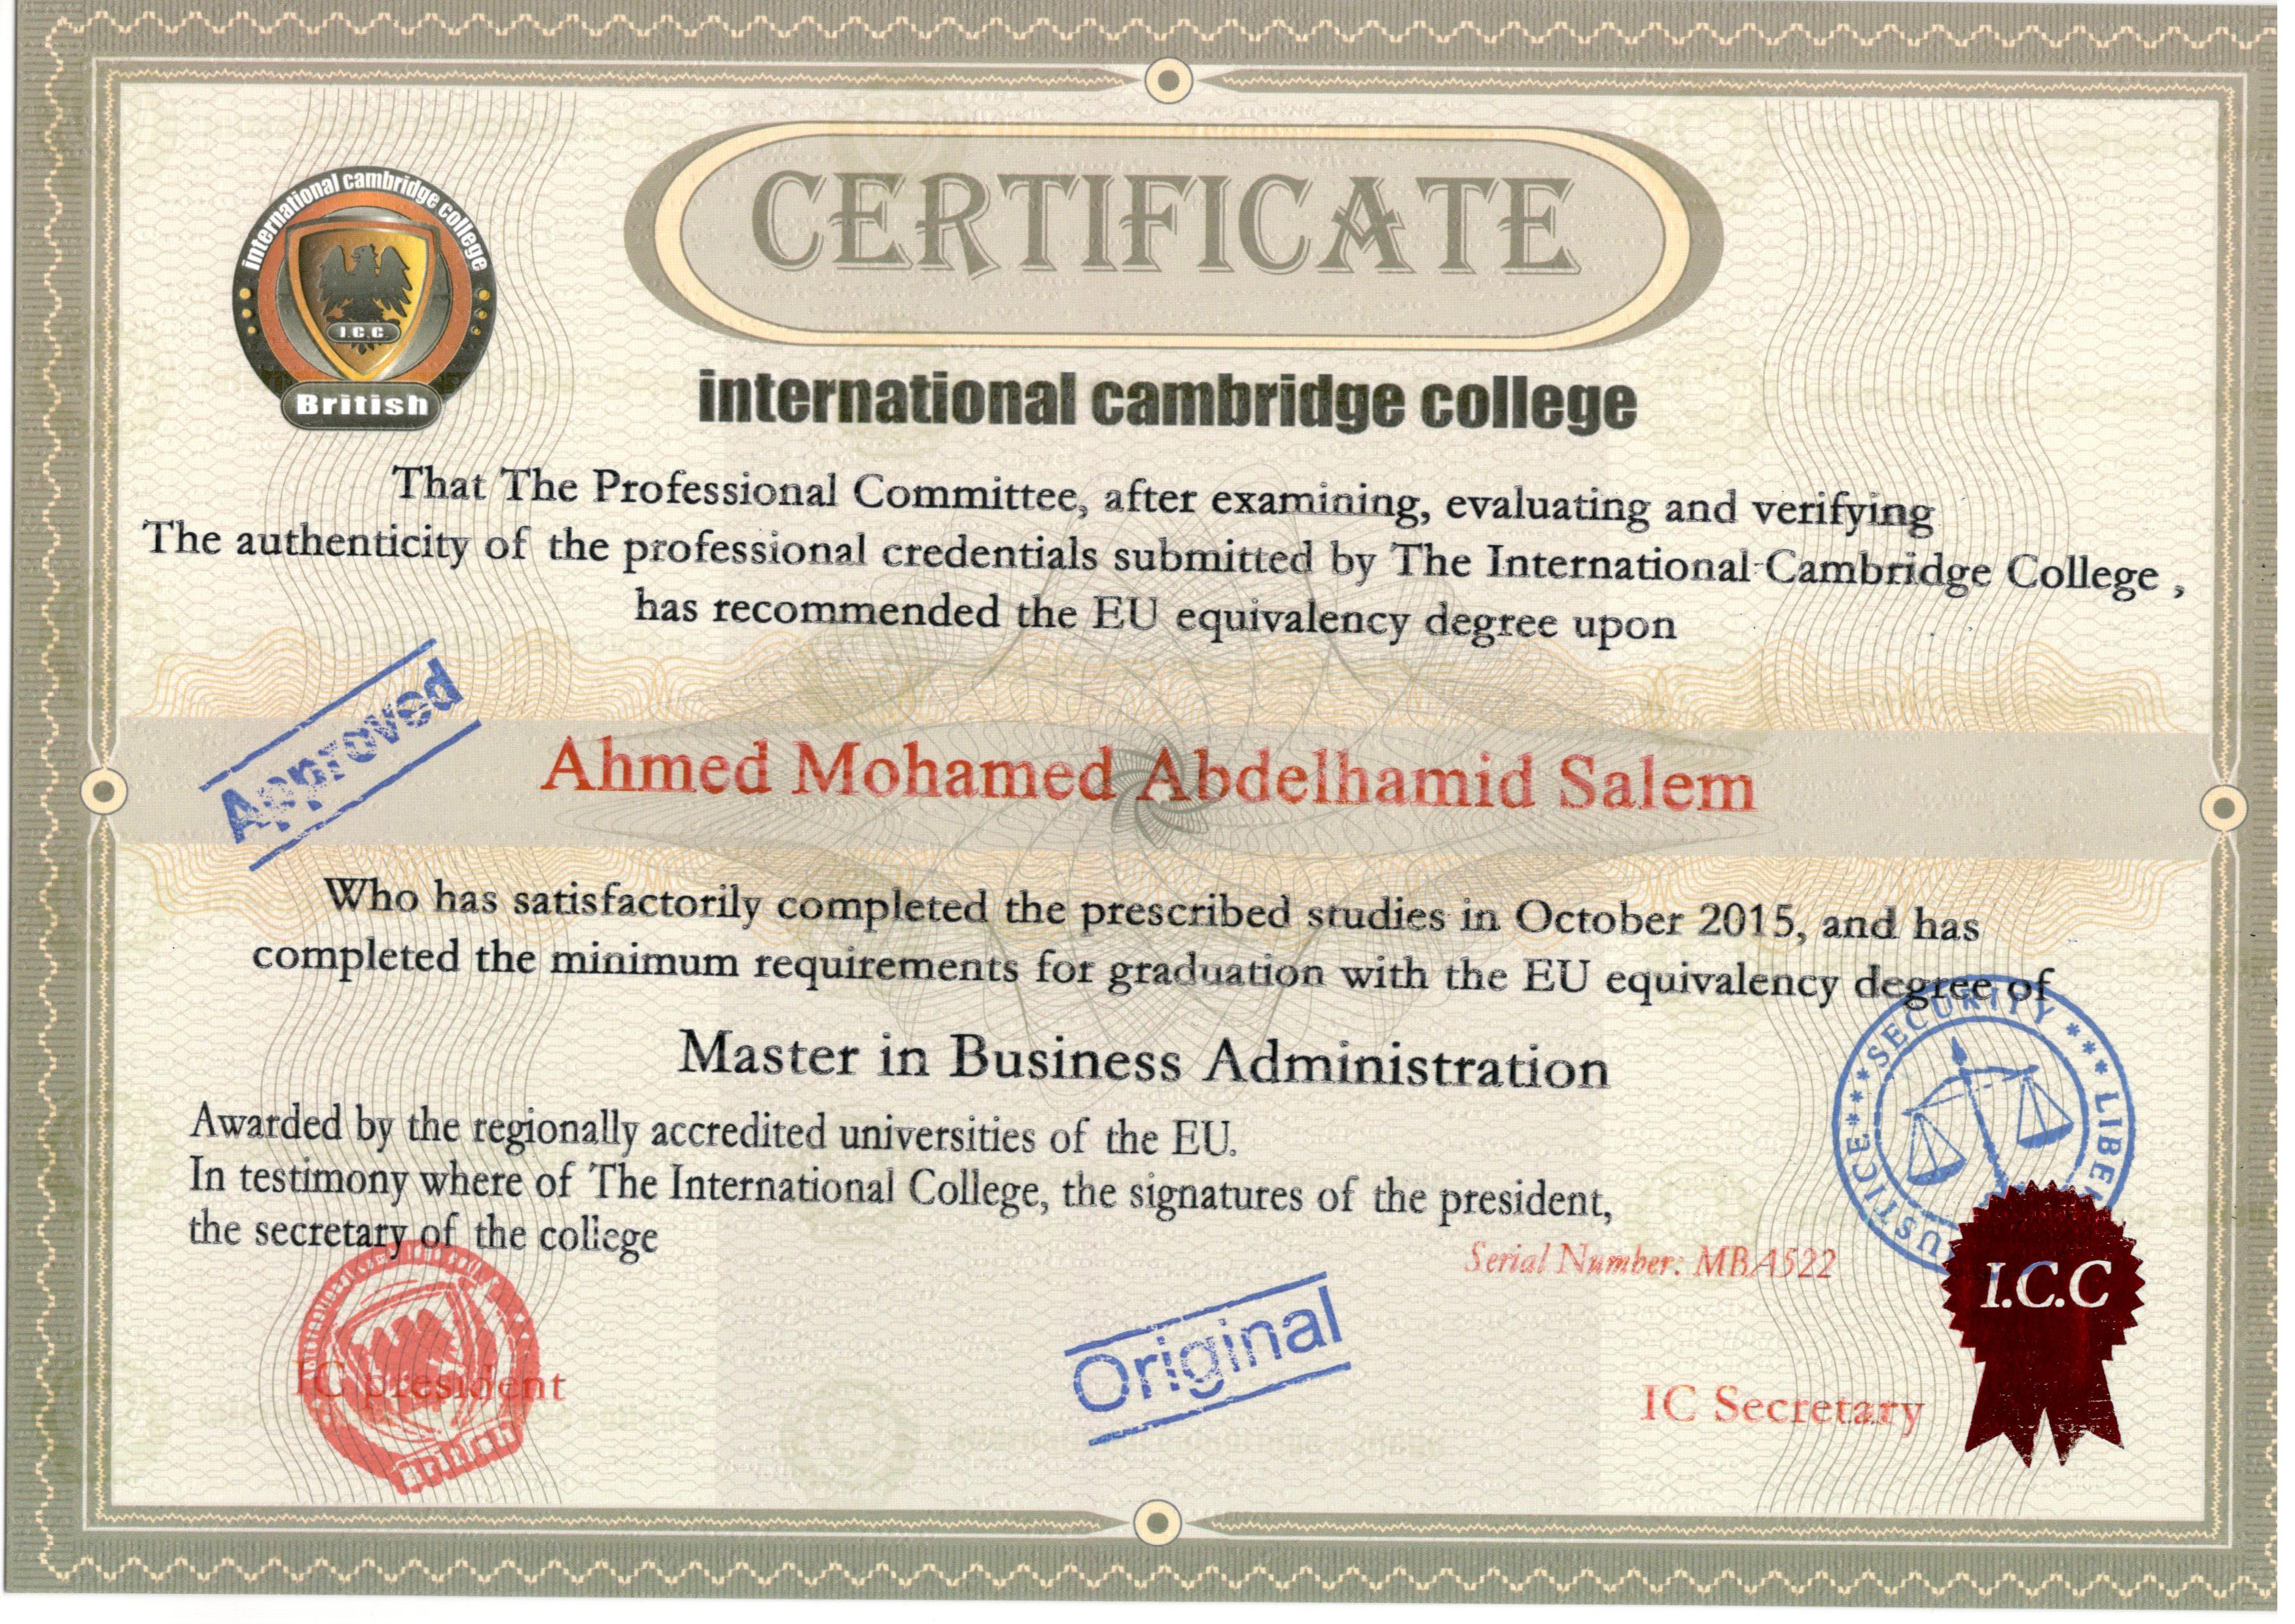 CERTIFICATE
international cambridge college
I.C.C
British
international cambridge college
That The Professional Committee, after examining, evaluating and verifying
The authenticity of the professional credentials submitted by The International Cambridge College ,
has recommended the EU equivalency degree upon
Approved
Ahmed Mohamed Abdelhamid Salem
Who has satisfactorily completed the prescribed studies in October 2015, and has
completed the minimum requirements for graduation with the EU equivalency degree of
Master in Business Administration
Awarded by the regionally accredited universities of the EU.
In testimony where of The International College, the signatures of the president,
the secretary of the college
SECURITY
Serial Number: MBA522
I.C.C
Original
IC president
British
IC Secretary